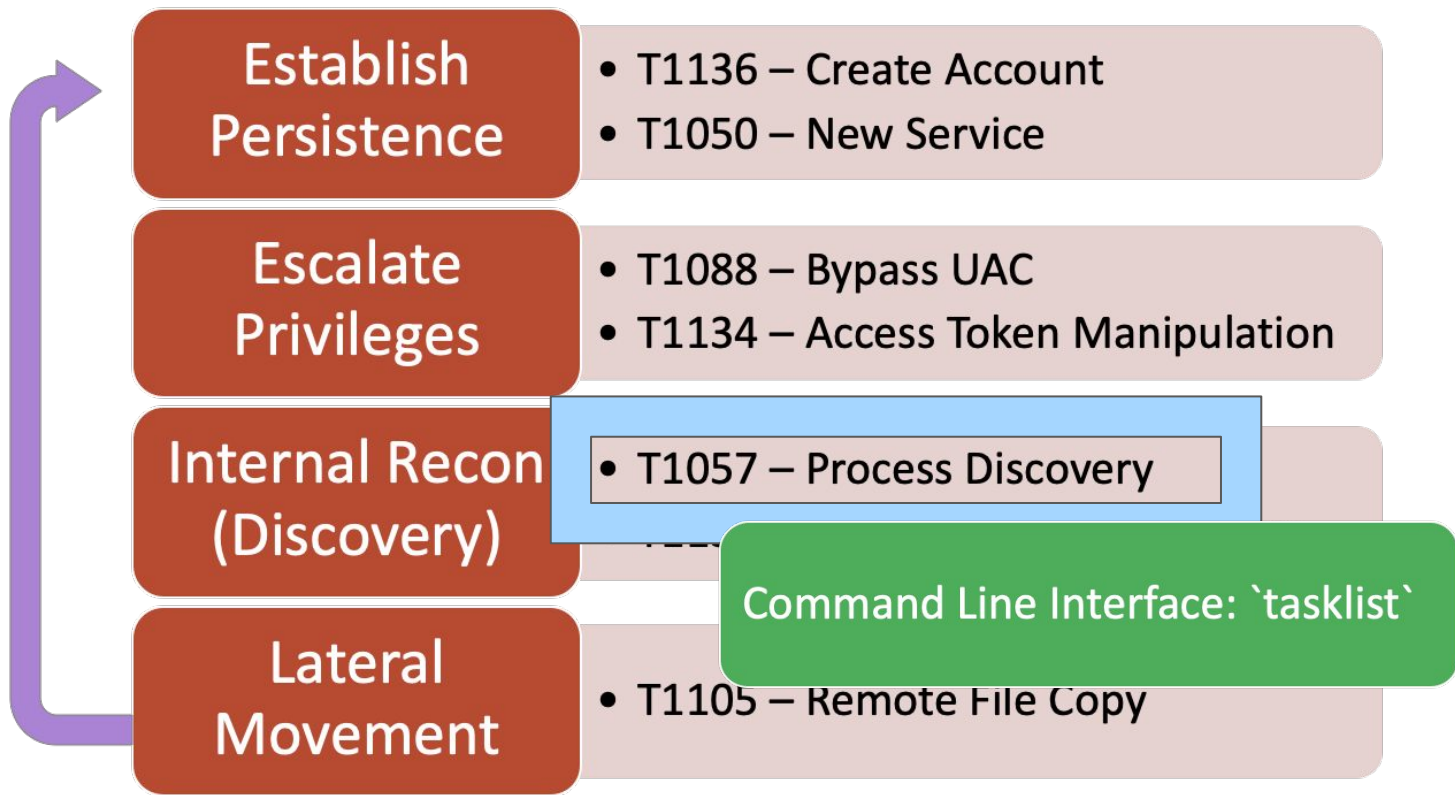 Establish
Persistence
• T1136 – Create Account
• T1050 – New Service
Escalate
Privileges
• T1088 – Bypass UAC
• T1134 – Access Token Manipulation
Internal Recon
(Discovery)
• T1057 – Process Discovery
Command Line Interface: `tasklist`
Lateral
Movement
• T1105 – Remote File Copy